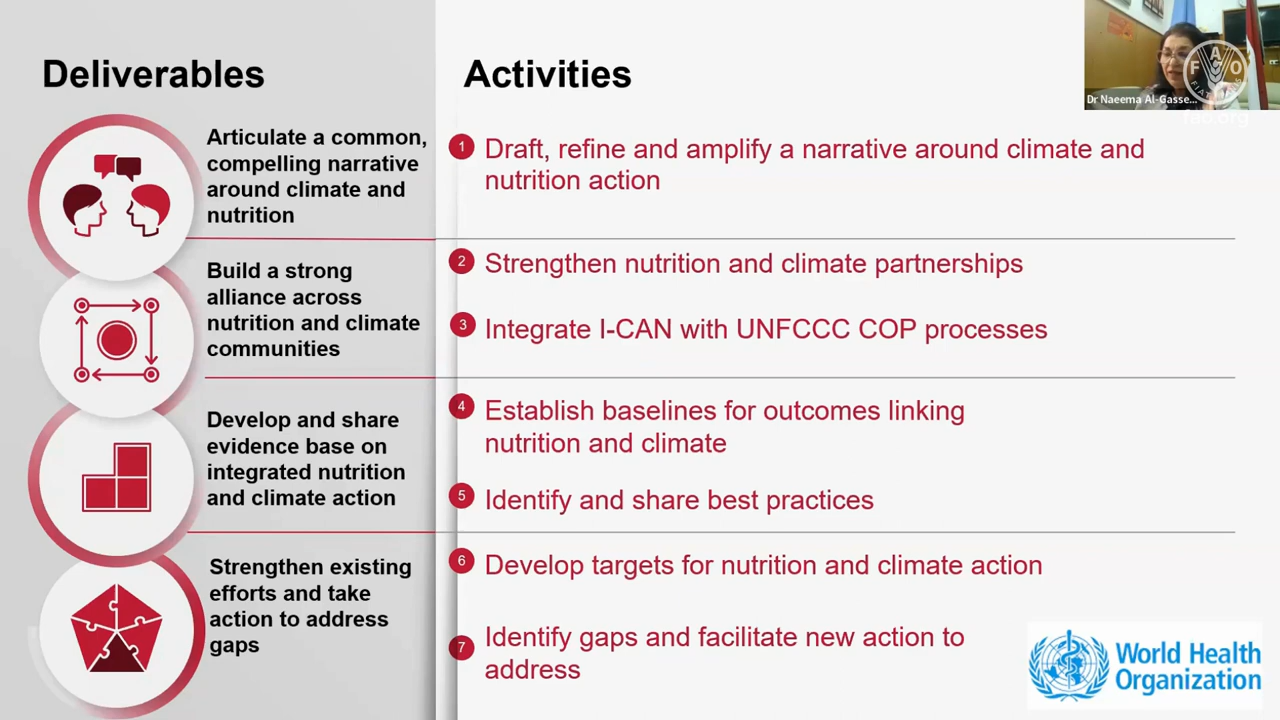 Deliverables
Activities
Dr Naeema Al-Gasse...
FAO
fao.org
Articulate a common,
compelling narrative
around climate and
nutrition
1
Draft, refine and amplify a narrative around climate and
nutrition action
Build a strong
alliance across
nutrition and climate
communities
2
Strengthen nutrition and climate partnerships
3
Integrate I-CAN with UNFCCC COP processes
Develop and share
evidence base on
integrated nutrition
and climate action
4
Establish baselines for outcomes linking
nutrition and climate
5
Identify and share best practices
Strengthen existing
efforts and take
action to address
gaps
6
Develop targets for nutrition and climate action
7
Identify gaps and facilitate new action to
address
World Health
Organization